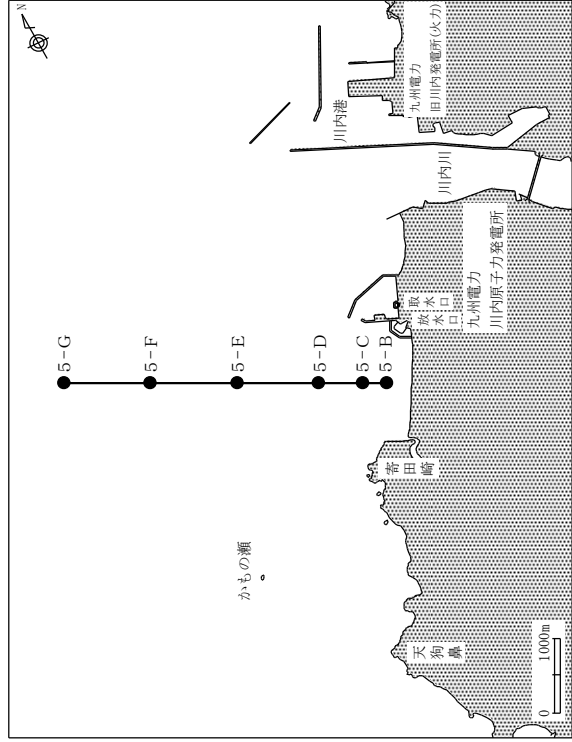 N
5-G
5-F
5-E
5-D
5-C
5-B
かもの瀬
川内港
川内川
九州電力
旧川内発電所(火力)
取水口
放水口
九州電力
川内原子力発電所
寄田崎
天狗鼻
0 1000m